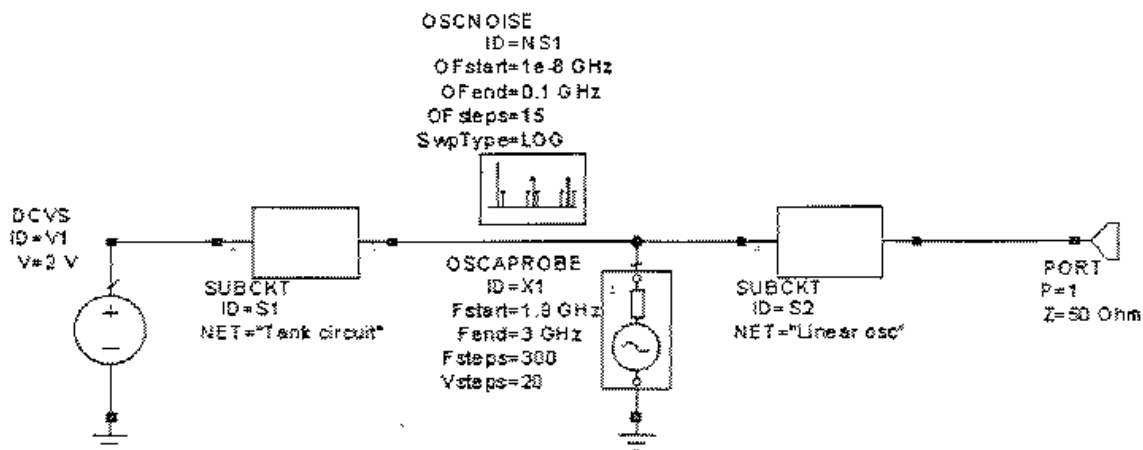 OSCNOISE
ID=NS1
OFstart=1e-8 GHz
OFend=0.1 GHz
OFsteps=15
SwpType=LOG
DCVS
ID=V1
V=2 V
SUBCKT
ID=S1
NET="Tank circuit"
OSCAPROBE
ID=X1
Fstart=1.8 GHz
Fend=3 GHz
Fsteps=300
Vsteps=20
SUBCKT
ID=S2
NET="Linear osc"
PORT
P=1
Z=50 Ohm